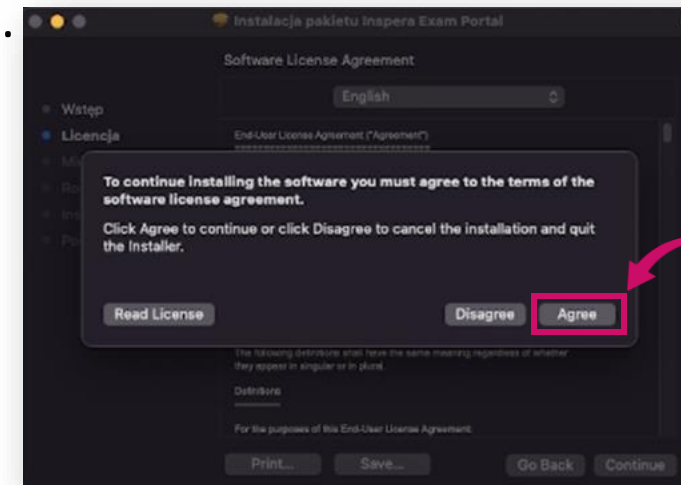 Instalacja pakietu Inspera Exam Portal
Software License Agreement
English
Wstęp
Licencja
End-User License Agreement ("Agreement")
To continue installing the software you must agree to the terms of the
software license agreement.
Click Agree to continue or click Disagree to cancel the installation and quit
the Installer.
Read License
Disagree
Agree
The following definitions shall have the same meaning regardless of whether
they appear in singular or in plural.
Definitions
For the purposes of this End-User License Agreement:
Print...
Save...
Go Back
Continue